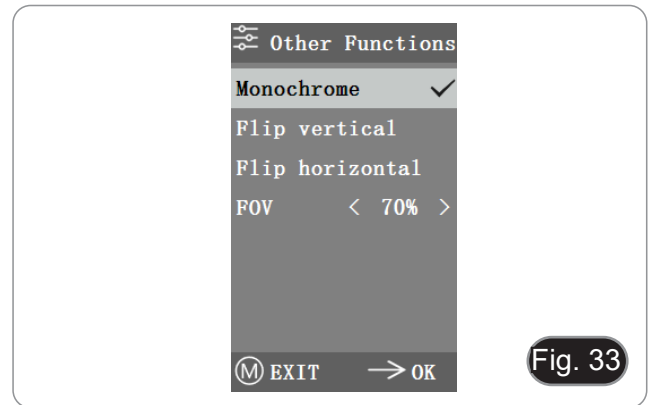 Other Functions
Monochrome
Flip vertical
Flip horizontal
FOV < 70% >
M EXIT → OK
Fig. 33